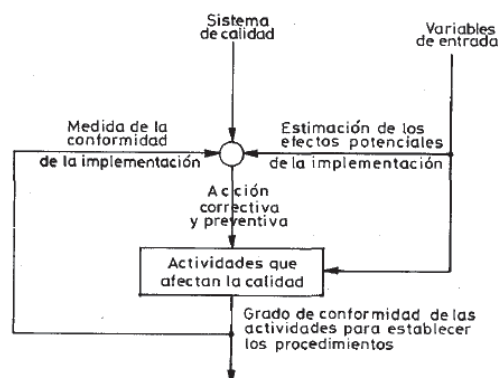 Sistema
de calidad
Variables
de entrada
Medida de la
conformidad
de la implementación
Estimación de los
efectos potenciales
de la implementación
Acción
correctiva
y preventiva
Actividades que
afectan la calidad
Grado de conformidad de las
actividades para establecer
los procedimientos